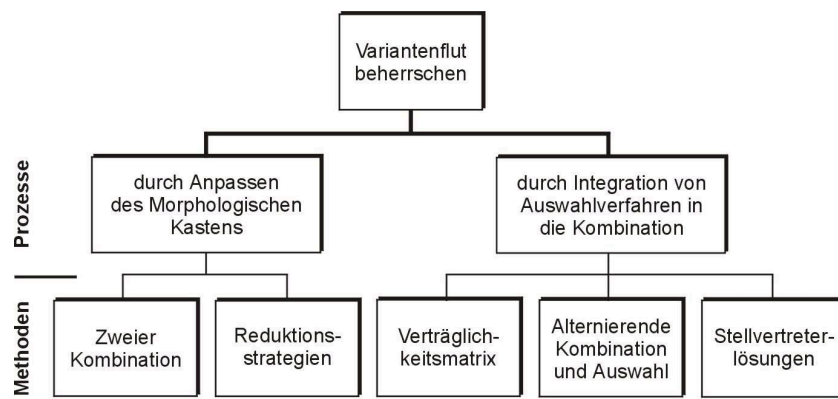 Variantenflut
beherrschen
Prozesse
durch Anpassen
des Morphologischen
Kastens
durch Integration von
Auswahlverfahren in
die Kombination
Methoden
Zweier
Kombination
Reduktions-
strategien
Verträglich-
keitsmatrix
Alternierende
Kombination
und Auswahl
Stellvertreter-
lösungen